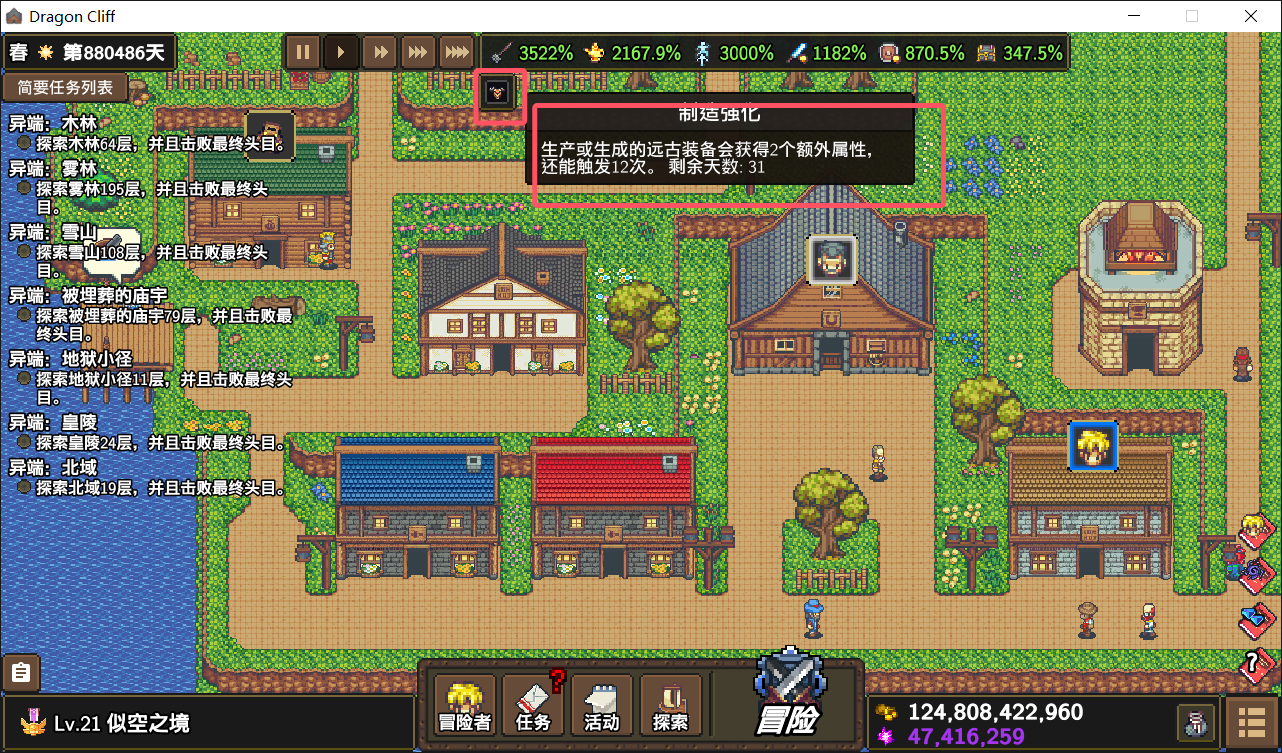 Dragon Cliff
春 第880486天
3522% 2167.9% 3000% 1182% 870.5% 347.5%
简要任务列表
制造强化
生产或生成的远古装备会获得2个额外属性，
还能触发12次。 剩余天数: 31
异端：木林
探索木林64层，并且击败最终头目。
异端：雾林
探索雾林195层，并且击败最终头
目。
异端：雪山
探索雪山108层，并且击败最终头
目。
异端：被埋葬的庙宇
探索被埋葬的庙宇79层，并且击败最
终头目。
异端：地狱小径
探索地狱小径11层，并且击败最终头
目。
异端：皇陵
探索皇陵24层，并且击败最终头目。
异端：北域
探索北域19层，并且击败最终头目。
Lv.21 似空之境
冒险者
任务
?
活动
探索
冒险
124,808,422,960
47,416,259
?